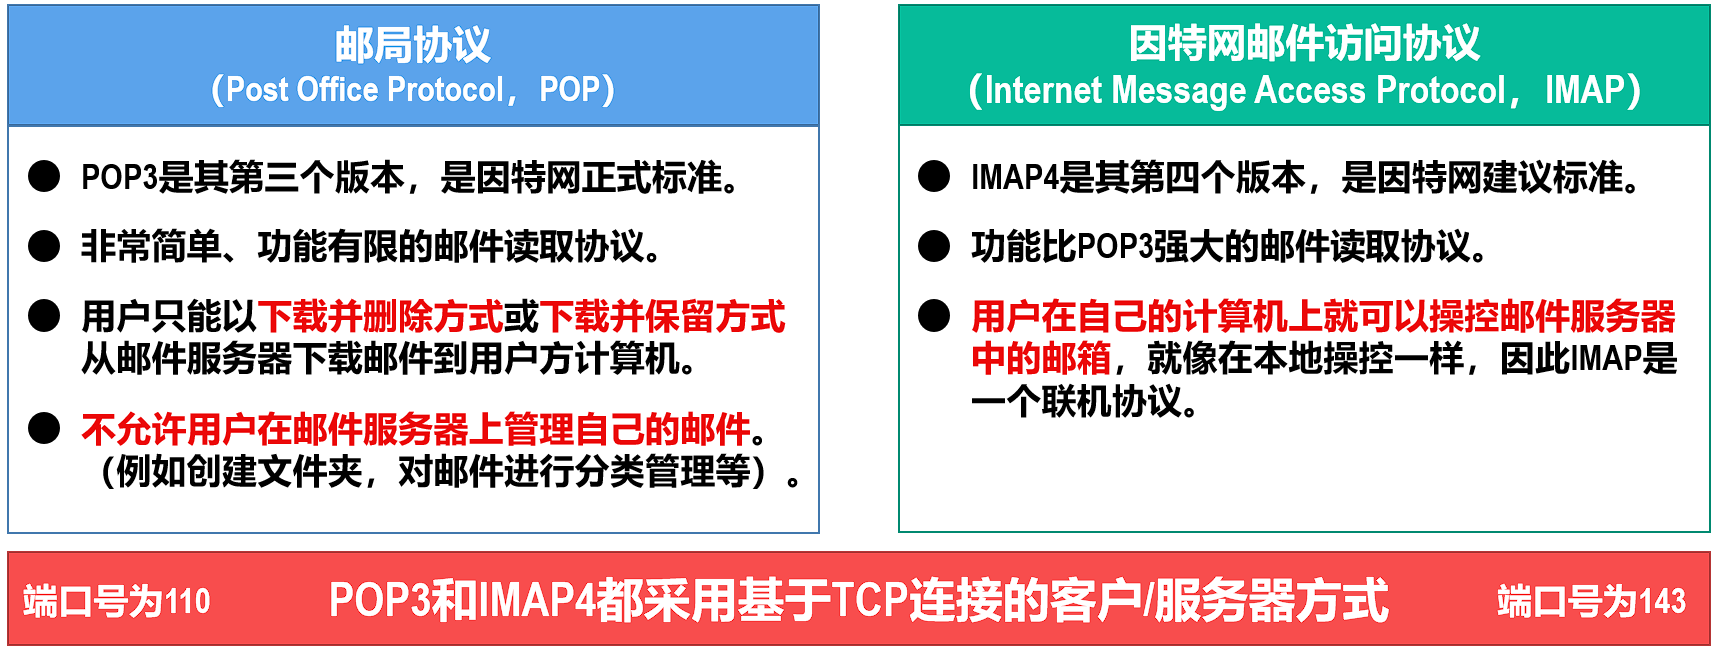 邮局协议
（Post Office Protocol，POP）
● POP3是其第三个版本，是因特网正式标准。
● 非常简单、功能有限的邮件读取协议。
● 用户只能以下载并删除方式或下载并保留方式
从邮件服务器下载邮件到用户方计算机。
● 不允许用户在邮件服务器上管理自己的邮件。
（例如创建文件夹，对邮件进行分类管理等）。
因特网邮件访问协议
（Internet Message Access Protocol，IMAP）
● IMAP4是其第四个版本，是因特网建议标准。
● 功能比POP3强大的邮件读取协议。
● 用户在自己的计算机上就可以操控邮件服务器
中的邮箱，就像在本地操控一样，因此IMAP是
一个联机协议。
端口号为110
POP3和IMAP4都采用基于TCP连接的客户/服务器方式
端口号为143